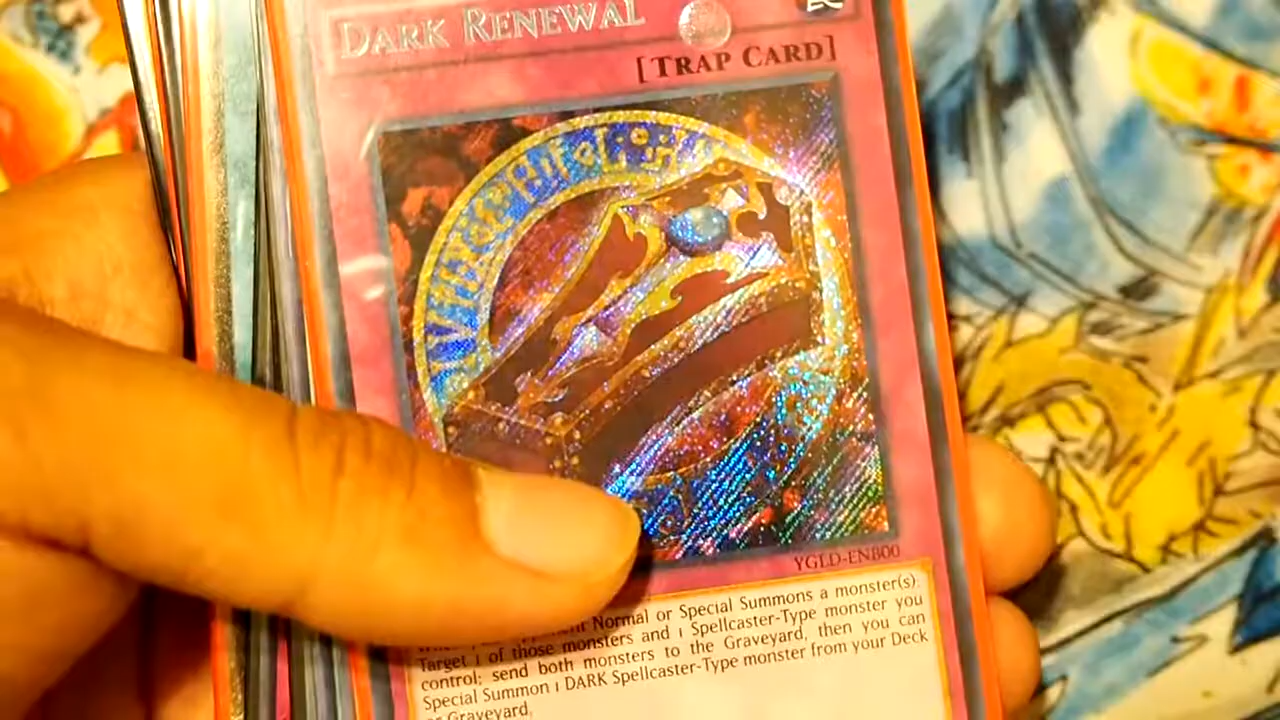 DARK RENEWAL
[TRAP CARD]
YGLD-ENB00
Normal or Special Summons a monster(s):
Target 1 of those monsters and 1 Spellcaster-Type monster you
control; send both monsters to the Graveyard, then you can
Special Summon 1 DARK Spellcaster-Type monster from your Deck
or Graveyard.